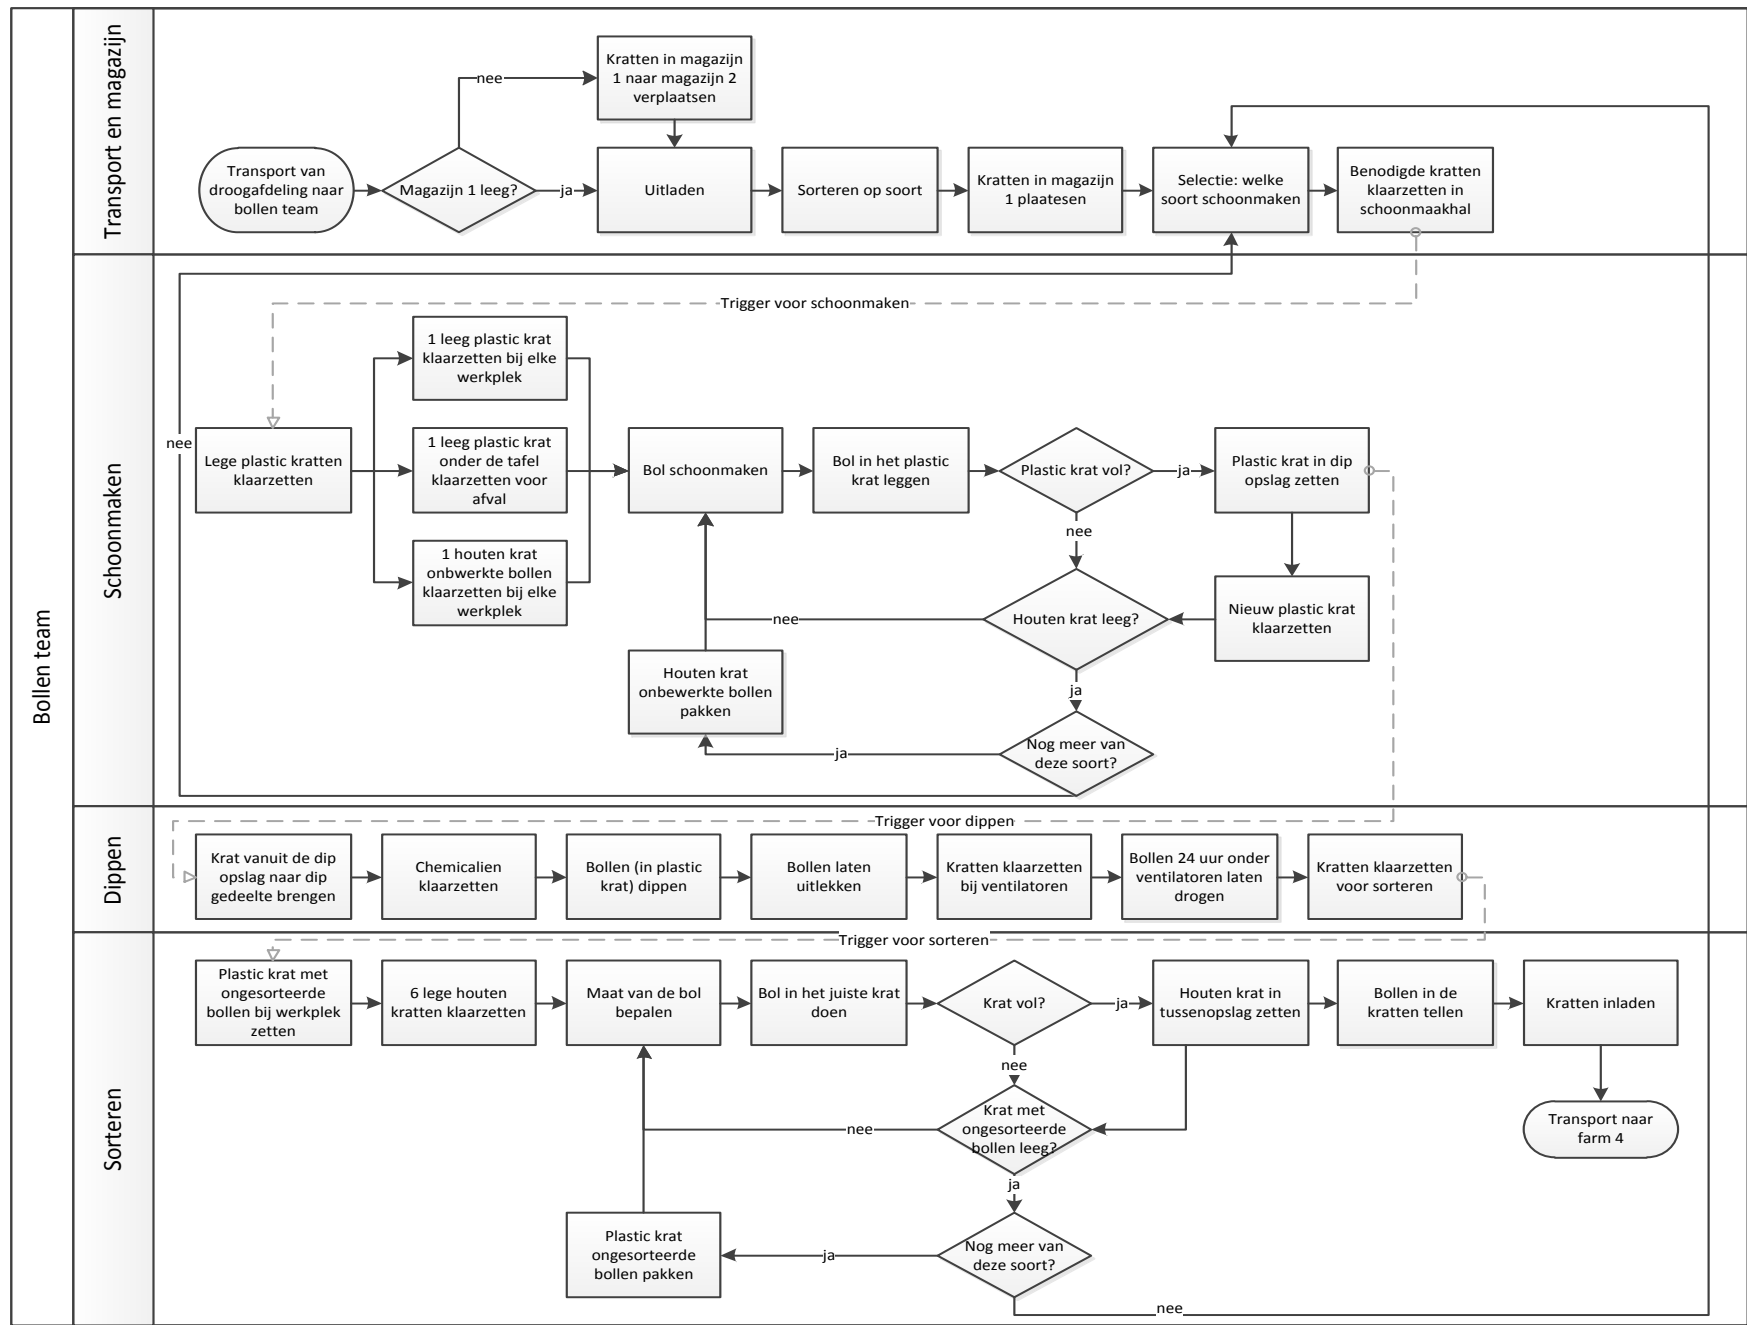 Bollen team
Transport en magazijn
Kratten in magazijn
1 naar magazijn 2
verplaatsen
nee
Transport van
droogafdeling naar
bollen team
Magazijn 1 leeg?
ja
Uitladen
Sorteren op soort
Kratten in magazijn
1 plaatesen
Selectie: welke
soort schoonmaken
Benodigde kratten
klaarzetten in
schoonmaakhal
Schoonmaken
Trigger voor schoonmaken
nee
Lege plastic kratten
klaarzetten
1 leeg plastic krat
klaarzetten bij elke
werkplek
1 leeg plastic krat
onder de tafel
klaarzetten voor
afval
1 houten krat
onbwerkte bollen
klaarzetten bij elke
werkplek
Bol schoonmaken
Bol in het plastic
krat leggen
Plastic krat vol?
ja
Plastic krat in dip
opslag zetten
nee
Nieuw plastic krat
klaarzetten
Houten krat leeg?
nee
Houten krat
onbewerkte bollen
pakken
ja
Nog meer van
deze soort?
ja
Dippen
Trigger voor dippen
Krat vanuit de dip
opslag naar dip
gedeelte brengen
Chemicalien
klaarzetten
Bollen (in plastic
krat) dippen
Bollen laten
uitlekken
Kratten klaarzetten
bij ventilatoren
Bollen 24 uur onder
ventilatoren laten
drogen
Kratten klaarzetten
voor sorteren
Sorteren
Trigger voor sorteren
Plastic krat met
ongesorteerde
bollen bij werkplek
zetten
6 lege houten
kratten klaarzetten
Maat van de bol
bepalen
Bol in het juiste krat
doen
Krat vol?
ja
Houten krat in
tussenopslag zetten
Bollen in de
kratten tellen
Kratten inladen
nee
Krat met
ongesorteerde
bollen leeg?
nee
Transport naar
farm 4
ja
Plastic krat
ongesorteerde
bollen pakken
ja
Nog meer van
deze soort?
nee